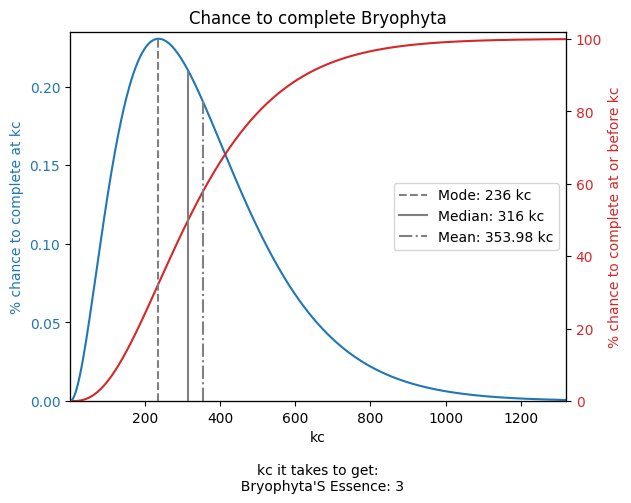 Chance to complete Bryophyta
% chance to complete at kc
0.20
0.15
0.10
0.05
0.00
100
80
60
40
20
0
% chance to complete at or before kc
Mode: 236 kc
Median: 316 kc
Mean: 353.98 kc
200 400 600 800 1000 1200
kc
kc it takes to get:
Bryophyta'S Essence: 3